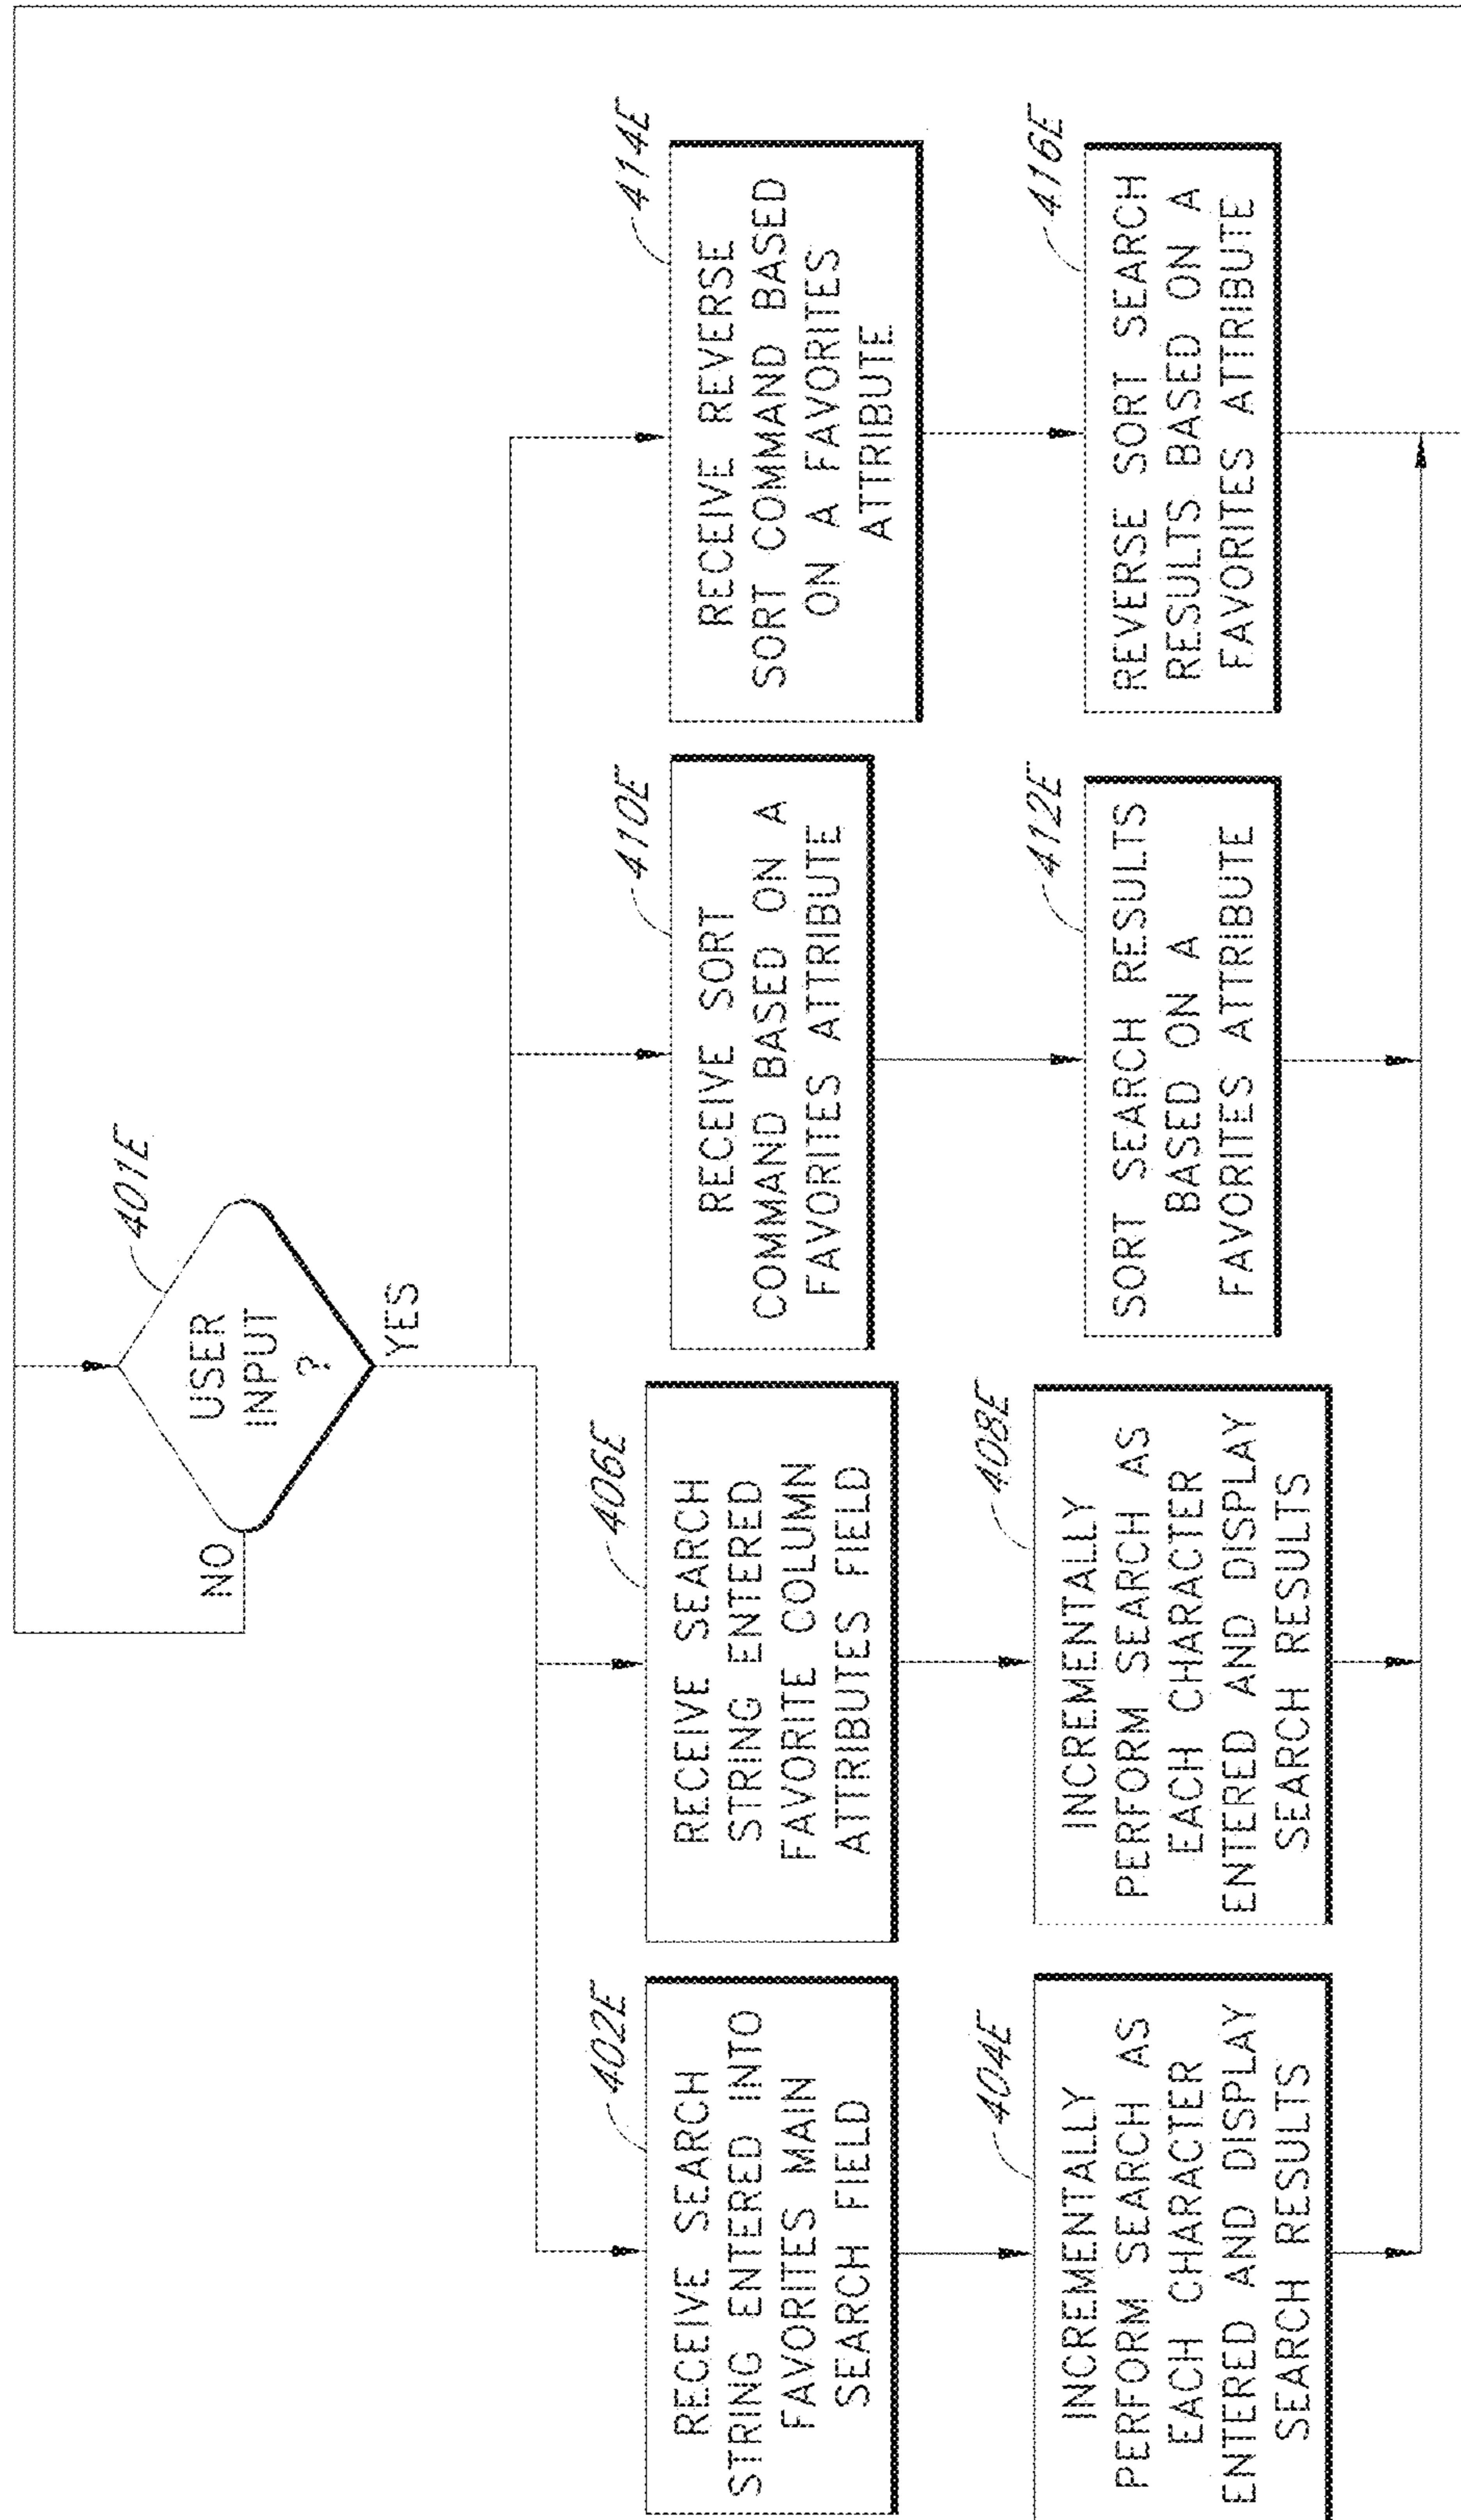 401E
USER
INPUT
?
NO
YES
402E
RECEIVE SEARCH
STRING ENTERED INTO
FAVORITES MAIN
SEARCH FIELD
406E
RECEIVE SEARCH
STRING ENTERED
FAVORITE COLUMN
ATTRIBUTES FIELD
410E
RECEIVE SORT
COMMAND BASED ON A
FAVORITES ATTRIBUTE
414E
RECEIVE REVERSE
SORT COMMAND BASED
ON A FAVORITES
ATTRIBUTE
404E
INCREMENTALLY
PERFORM SEARCH AS
EACH CHARACTER
ENTERED AND DISPLAY
SEARCH RESULTS
408E
INCREMENTALLY
PERFORM SEARCH AS
EACH CHARACTER
ENTERED AND DISPLAY
SEARCH RESULTS
412E
SORT SEARCH RESULTS
BASED ON A
FAVORITES ATTRIBUTE
416E
REVERSE SORT SEARCH
RESULTS BASED ON A
FAVORITES ATTRIBUTE